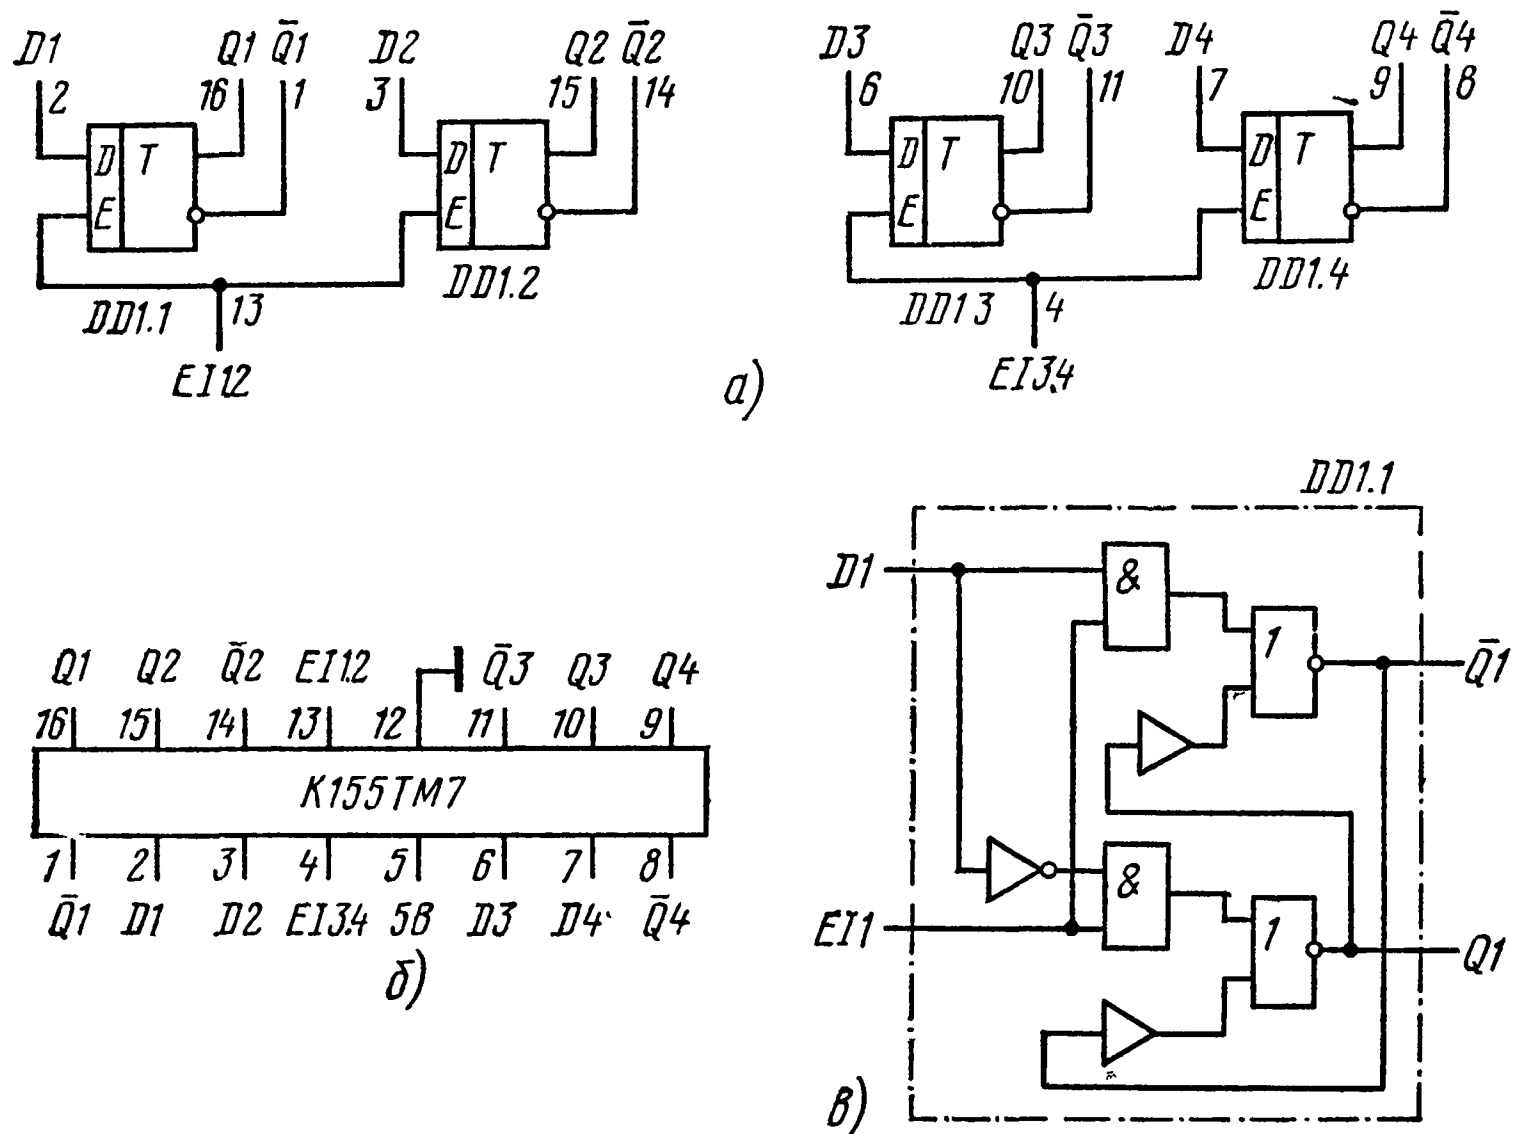 D1 Q1 Q̄1 D2 Q2 Q̄2 D3 Q3 Q̄3 D4 Q4 Q̄4
2 16 1 3 15 14 6 10 11 7 9 8
D T D T D T D T
E E E E
DD1.1 13 DD1.2 DD1 3 4 DD1.4
EI1.2 EI3.4
а)
Q1 Q2 Q̄2 EI1.2 Q̄3 Q3 Q4
16 15 14 13 12 11 10 9
К155ТМ7
1 2 3 4 5 6 7 8
Q̄1 D1 D2 EI3.4 5В D3 D4 Q̄4
б)
DD1.1
D1 &
1 Q̄1
&
EI1 1 Q1
в)